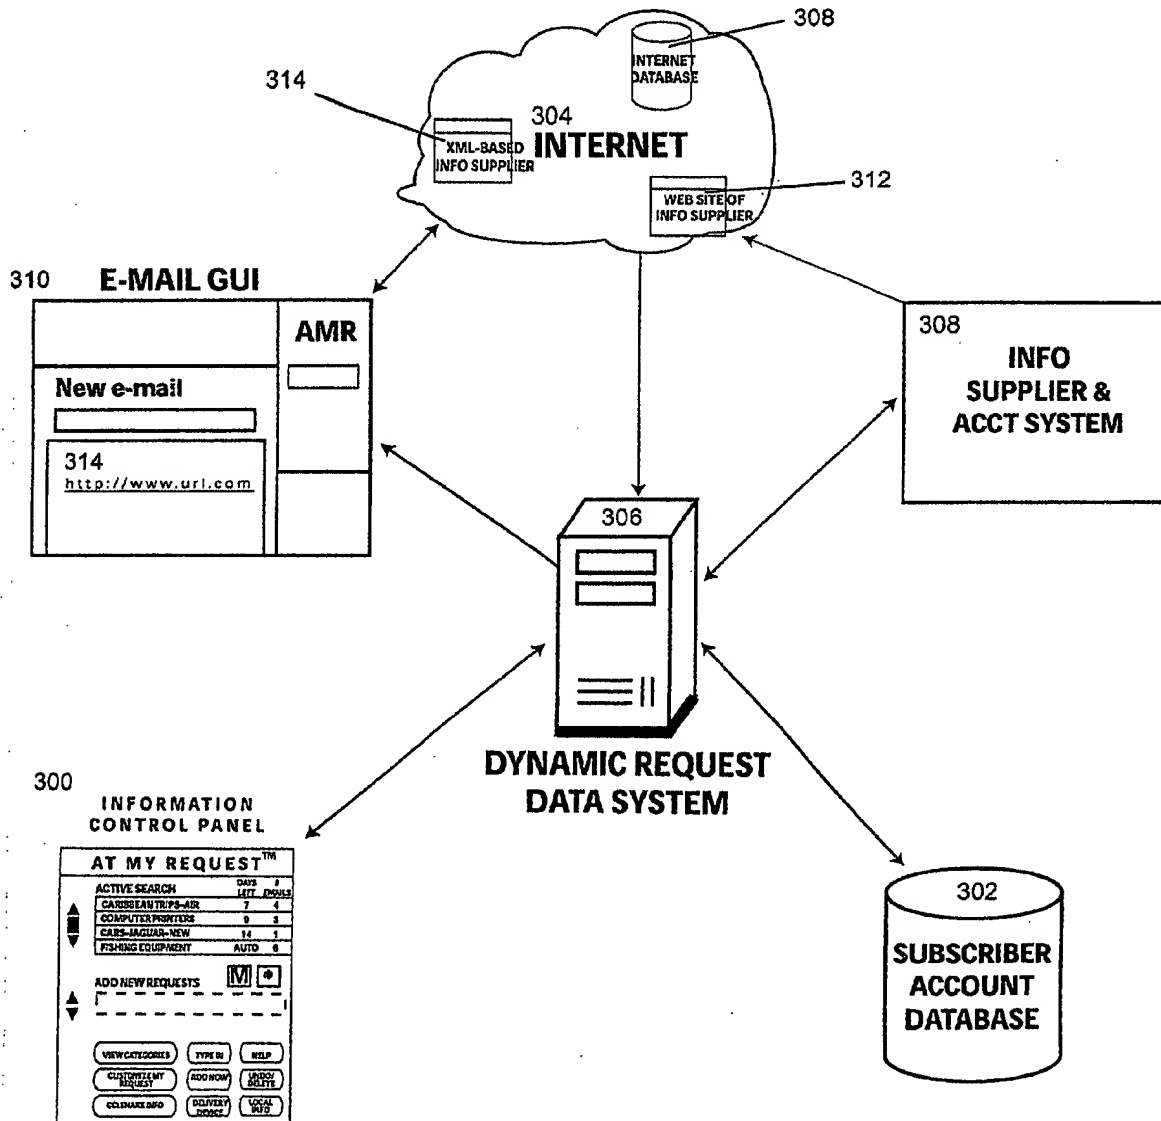 308
INTERNET
DATABASE
314
304
INTERNET
XML-BASED
INFO SUPPLIER
312
WEB SITE OF
INFO SUPPLIER
310
E-MAIL GUI
AMR
New e-mail
314
http://www.url.com
308
INFO
SUPPLIER &
ACCT SYSTEM
306
DYNAMIC REQUEST
DATA SYSTEM
300
INFORMATION
CONTROL PANEL
AT MY REQUEST™
ACTIVE SEARCH DAYS LEFT # EMAILS
CARIBBEAN TRIPS-AIR 7 4
COMPUTER PRINTERS 9 3
CARS-JAGUAR-NEW 14 1
FISHING EQUIPMENT AUTO 6
M *
ADD NEW REQUESTS
VIEW CATEGORIES TYPE IN HELP
CUSTOMIZE MY REQUEST ADD NOW UNDO/ DELETE
INFO DELIVERY DEVICE LOCAL INFO
302
SUBSCRIBER
ACCOUNT
DATABASE